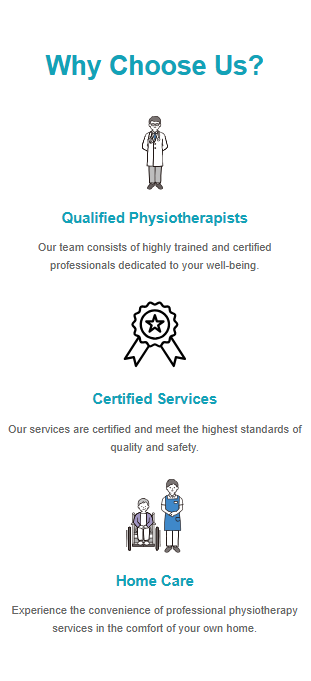 Why Choose Us?
Qualified Physiotherapists
Our team consists of highly trained and certified
professionals dedicated to your well-being.
Certified Services
Our services are certified and meet the highest standards of
quality and safety.
Home Care
Experience the convenience of professional physiotherapy
services in the comfort of your own home.